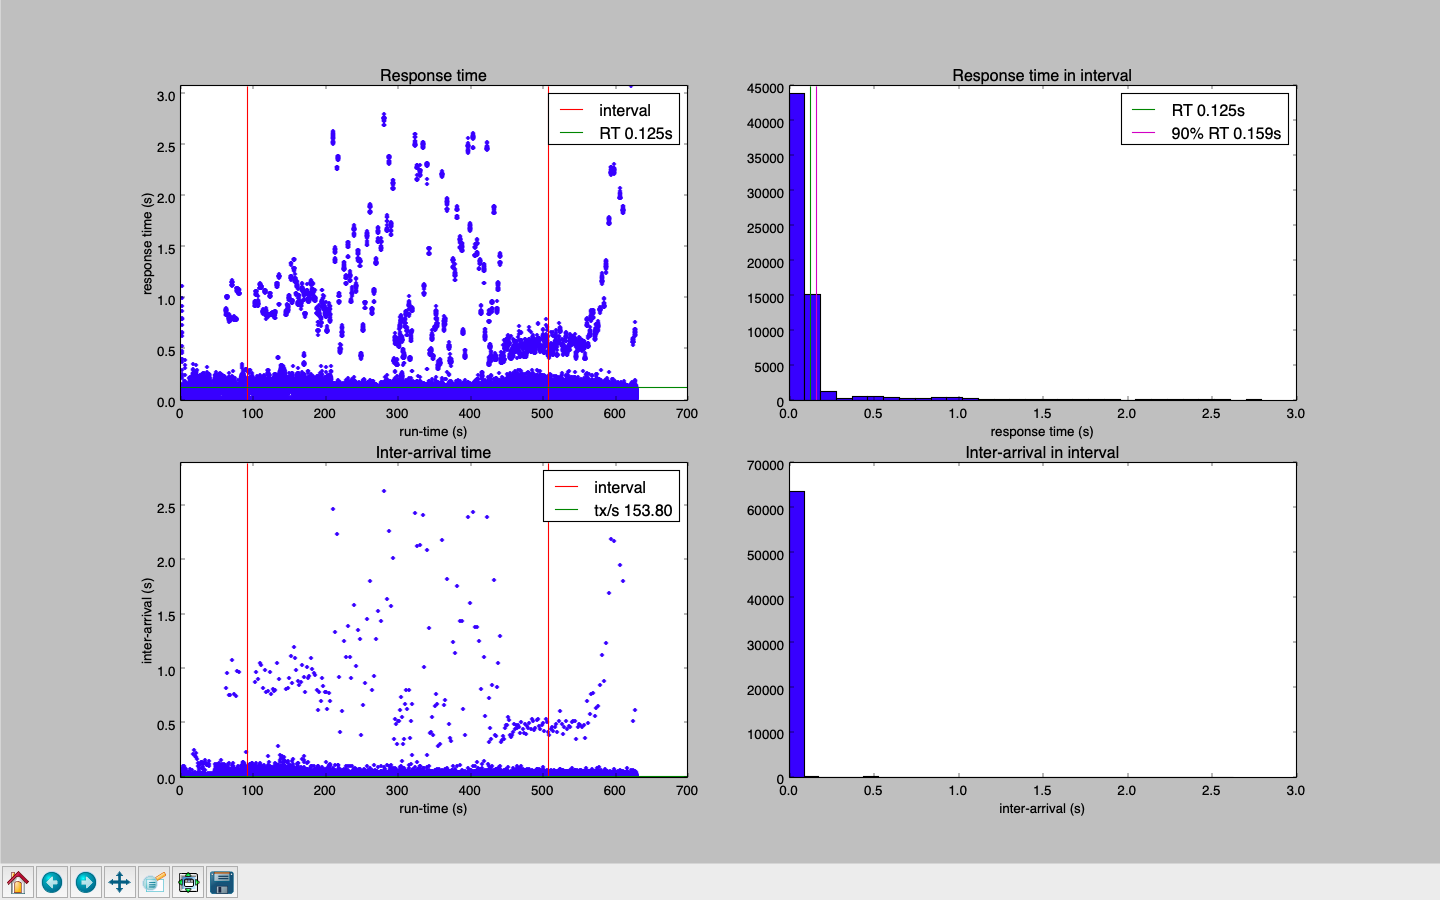 Response time
3.0
2.5
2.0
1.5
1.0
0.5
0.0
response time (s)
interval
RT 0.125s
0 100 200 300 400 500 600 700
run-time (s)
Response time in interval
45000
40000
35000
30000
25000
20000
15000
10000
5000
0
RT 0.125s
90% RT 0.159s
0.0 0.5 1.0 1.5 2.0 2.5 3.0
response time (s)
Inter-arrival time
2.5
2.0
1.5
1.0
0.5
0.0
inter-arrival (s)
interval
tx/s 153.80
0 100 200 300 400 500 600 700
run-time (s)
Inter-arrival in interval
70000
60000
50000
40000
30000
20000
10000
0
0.0 0.5 1.0 1.5 2.0 2.5 3.0
inter-arrival (s)